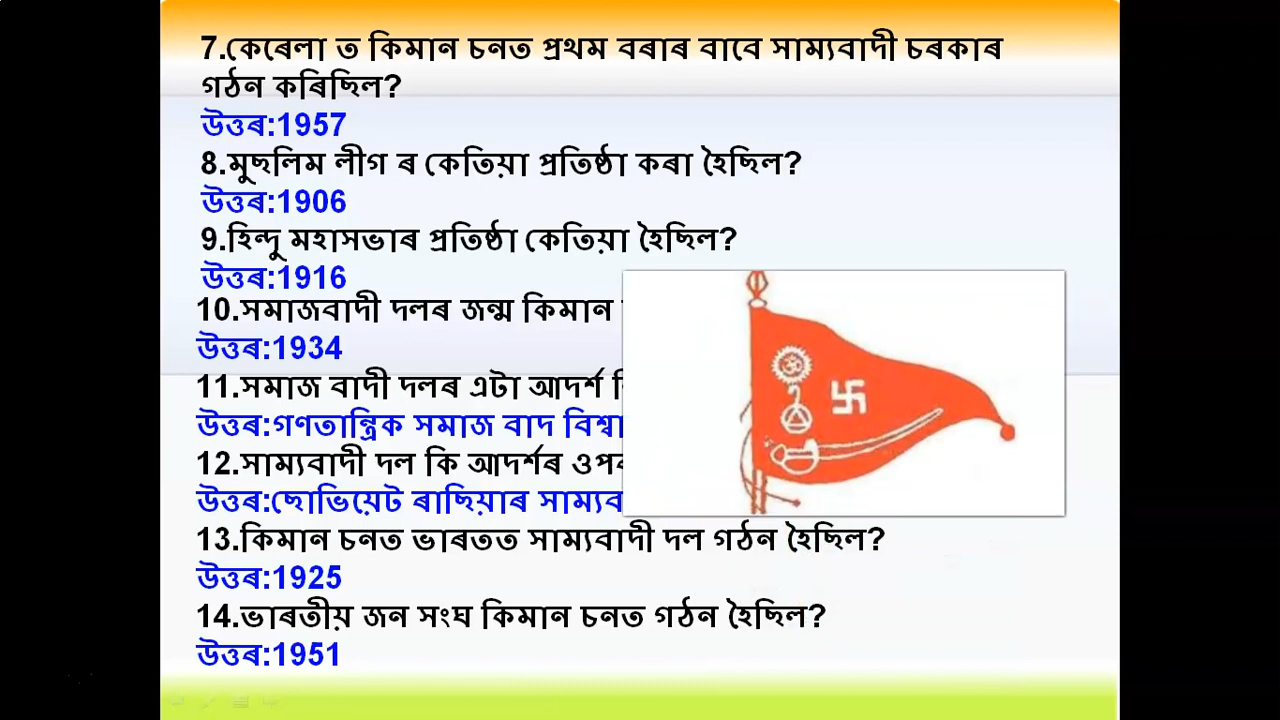 7.কেৰেলা ত কিমান চনত প্ৰথম বৰাৰ বাবে সাম্যবাদী চৰকাৰ
গঠন কৰিছিল?
উত্তৰ:1957
8.মুছলিম লীগ ৰ কেতিয়া প্ৰতিষ্ঠা কৰা হৈছিল?
উত্তৰ:1906
9.হিন্দু মহাসভাৰ প্ৰতিষ্ঠা কেতিয়া হৈছিল?
উত্তৰ:1916
10.সমাজবাদী দলৰ জন্ম কিমান
উত্তৰ:1934
11.সমাজ বাদী দলৰ এটা আদৰ্শ
উত্তৰ:গণতান্ত্ৰিক সমাজ বাদ
12.সাম্যবাদী দল কি আদৰ্শৰ
উত্তৰ:ছোভিয়েট ৰাছিয়াৰ
13.কিমান চনত ভাৰতত সাম্যবাদী দল গঠন হৈছিল?
উত্তৰ:1925
14.ভাৰতীয় জন সংঘ কিমান চনত গঠন হৈছিল?
উত্তৰ:1951